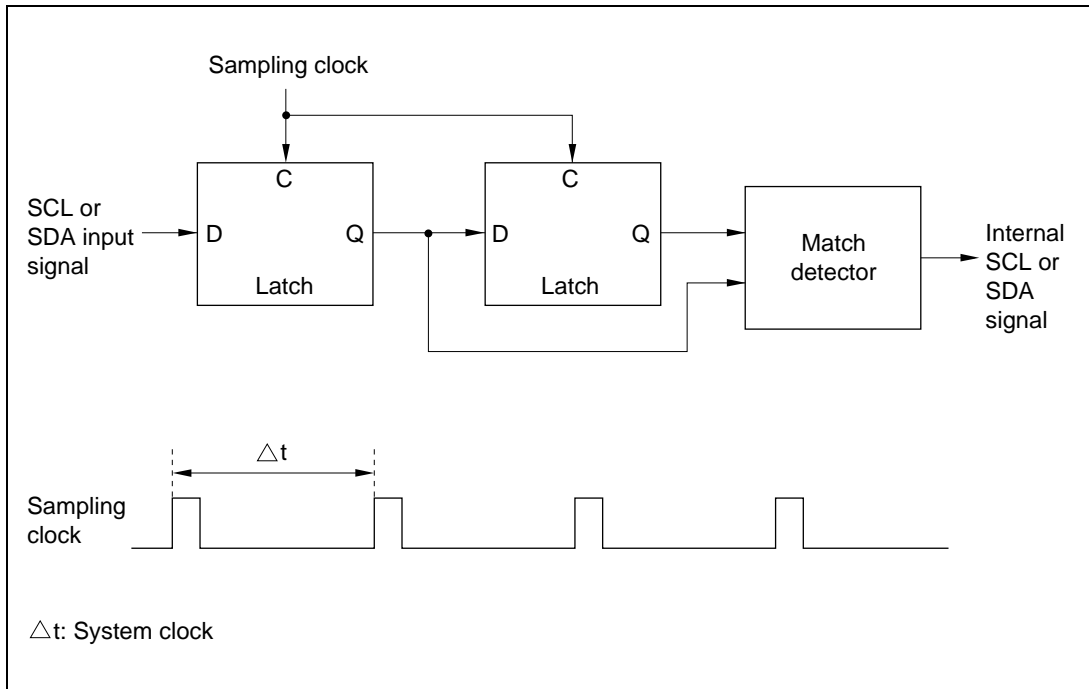 Sampling clock
SCL or
SDA input
signal
D
C
Q
Latch
D
C
Q
Latch
Match
detector
Internal
SCL or
SDA
signal
△t
Sampling
clock
△t: System clock